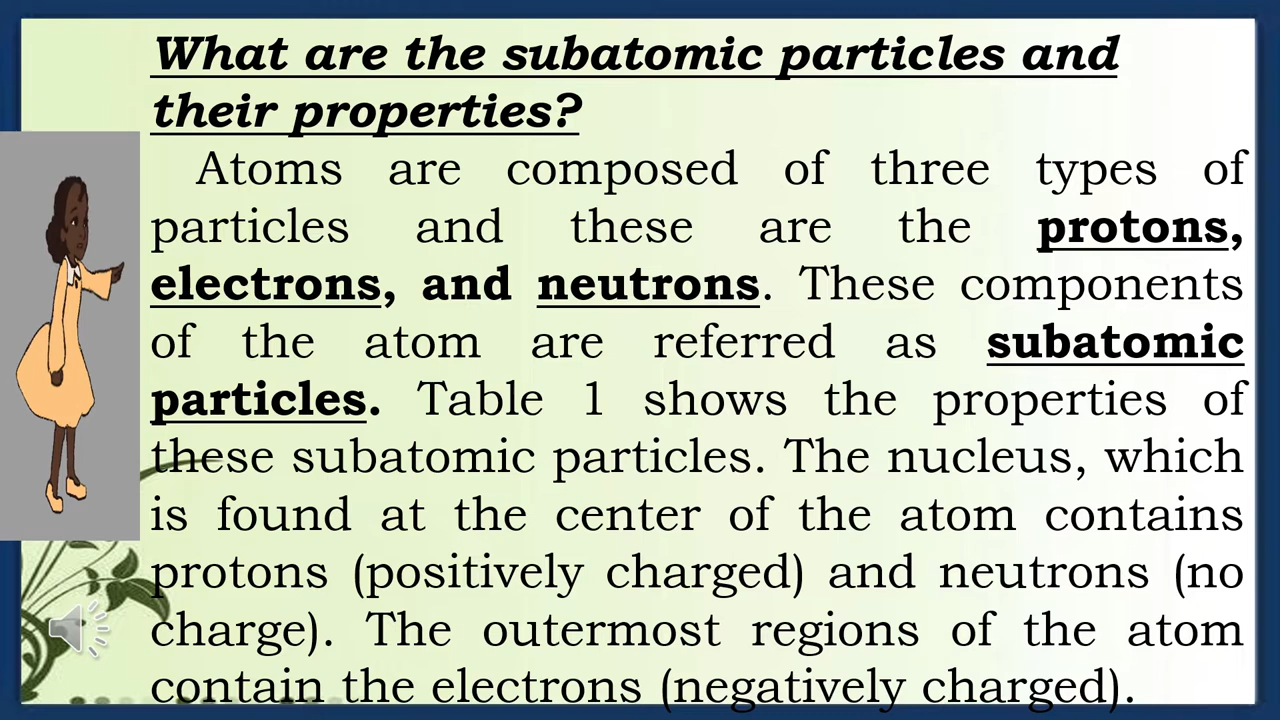 What are the subatomic particles and
their properties?
Atoms are composed of three types of
particles and these are the protons,
electrons, and neutrons. These components
of the atom are referred as subatomic
particles. Table 1 shows the properties of
these subatomic particles. The nucleus, which
is found at the center of the atom contains
protons (positively charged) and neutrons (no
charge). The outermost regions of the atom
contain the electrons (negatively charged).